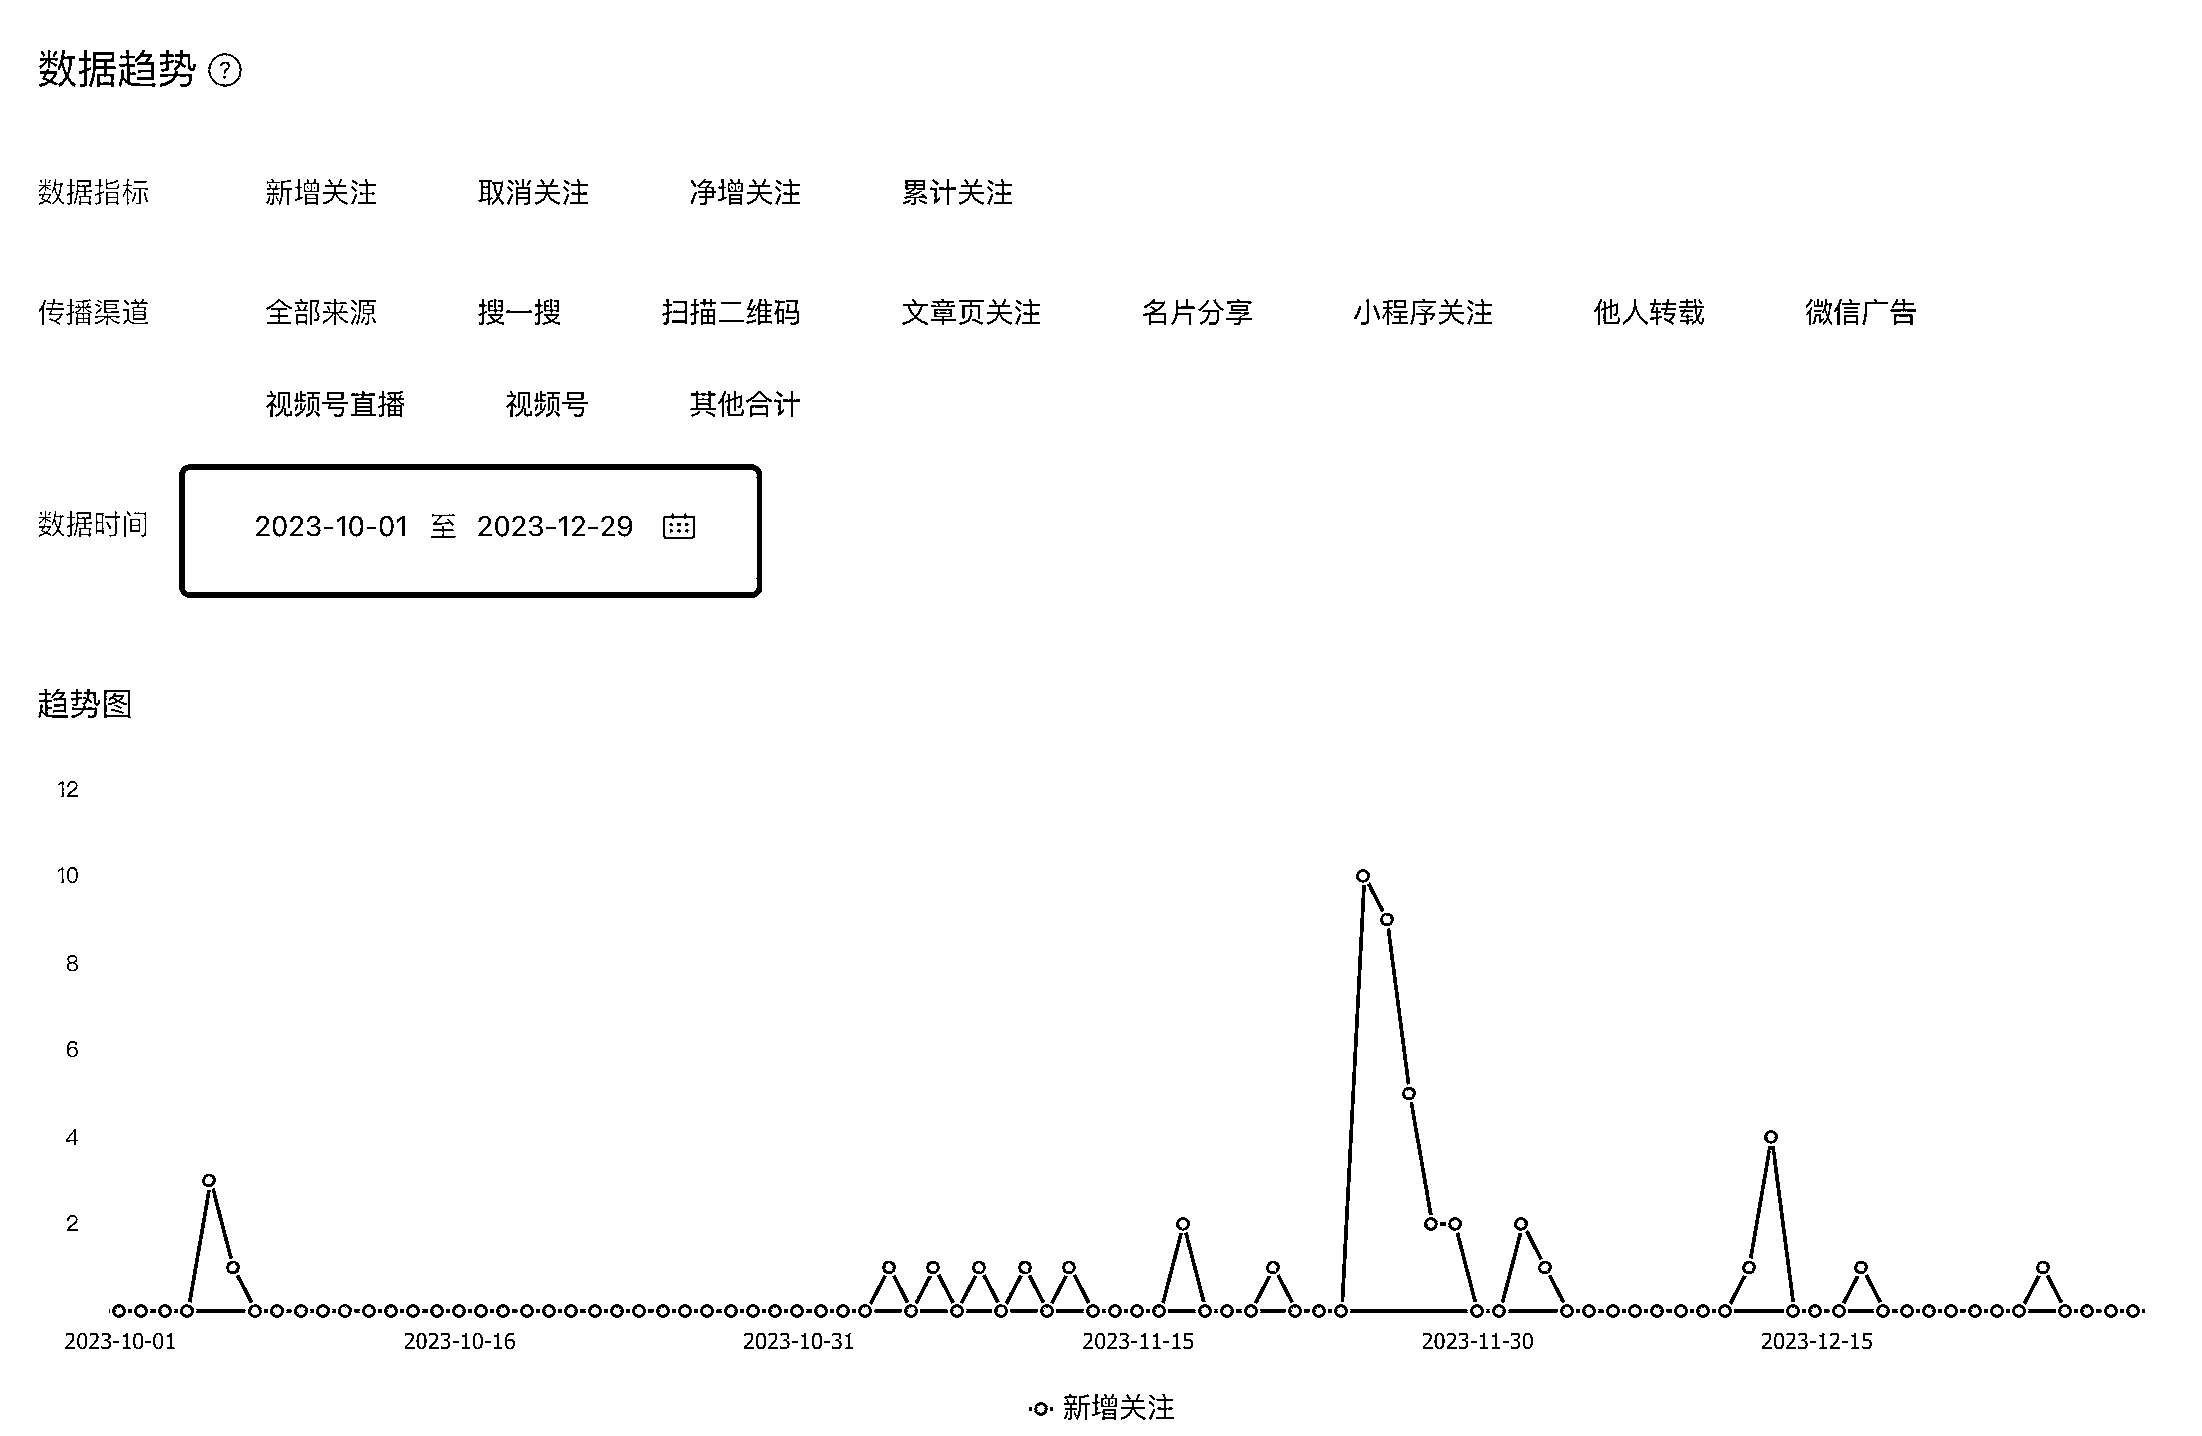 数据趋势 ?
数据指标 新增关注 取消关注 净增关注 累计关注
传播渠道 全部来源 搜一搜 扫描二维码 文章页关注 名片分享 小程序关注 他人转载 微信广告
视频号直播 视频号 其他合计
数据时间 2023-10-01 至 2023-12-29
趋势图
12
10
8
6
4
2
2023-10-01 2023-10-16 2023-10-31 2023-11-15 2023-11-30 2023-12-15
新增关注